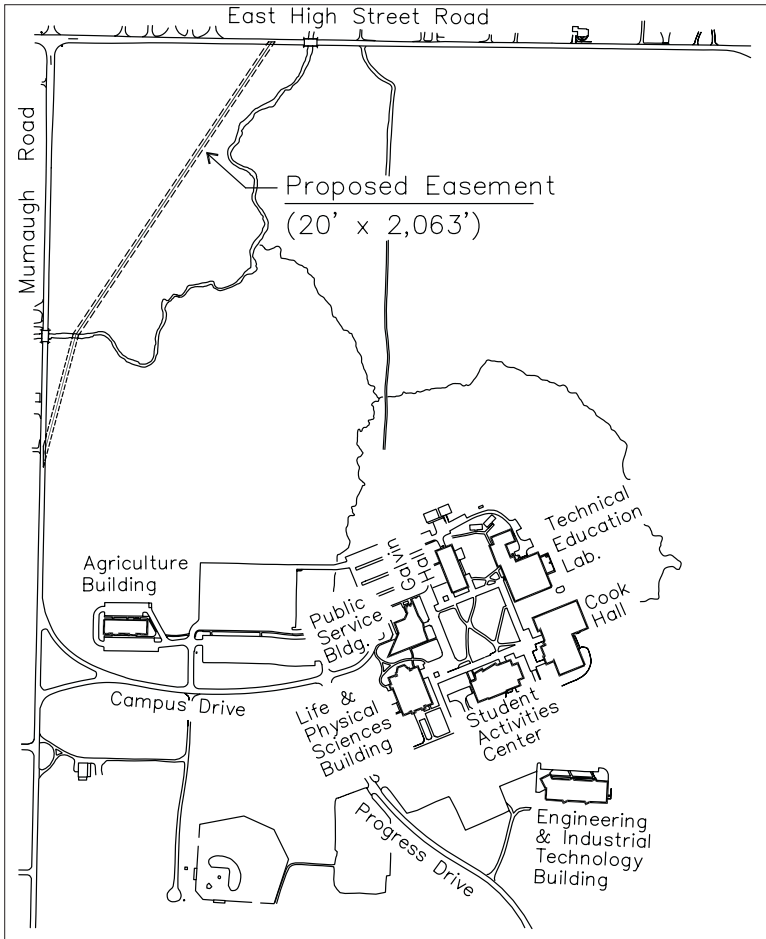 East High Street Road
Mumaugh Road
Proposed Easement
(20' x 2,063')
Technical
Education
Lab.
Galvin
Hall
Agriculture
Building
Public
Service
Bldg.
Cook
Hall
Campus Drive
Life &
Physical
Sciences
Building
Student
Activities
Center
Progress Drive
Engineering
& Industrial
Technology
Building